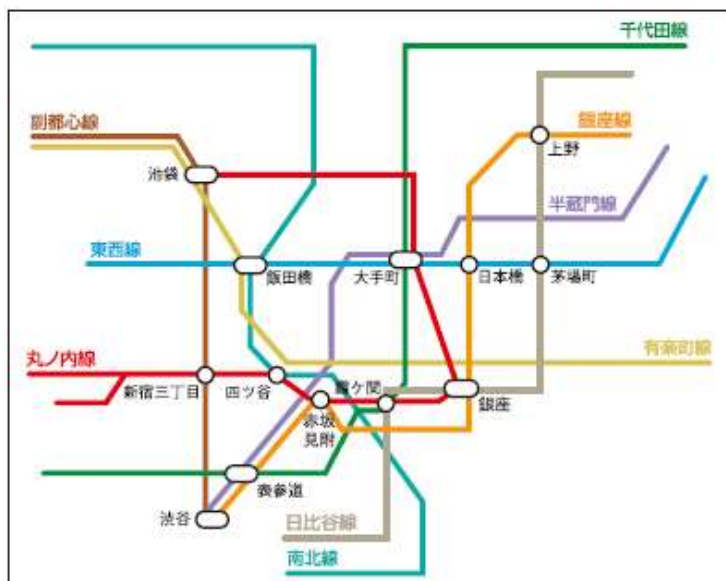 千代田線
副都心線
銀座線
上野
池袋
半蔵門線
東西線
飯田橋
大手町
日本橋
茅場町
有楽町線
丸ノ内線
新宿三丁目
四ツ谷
霞ケ関
銀座
赤坂
見附
表参道
渋谷
日比谷線
南北線